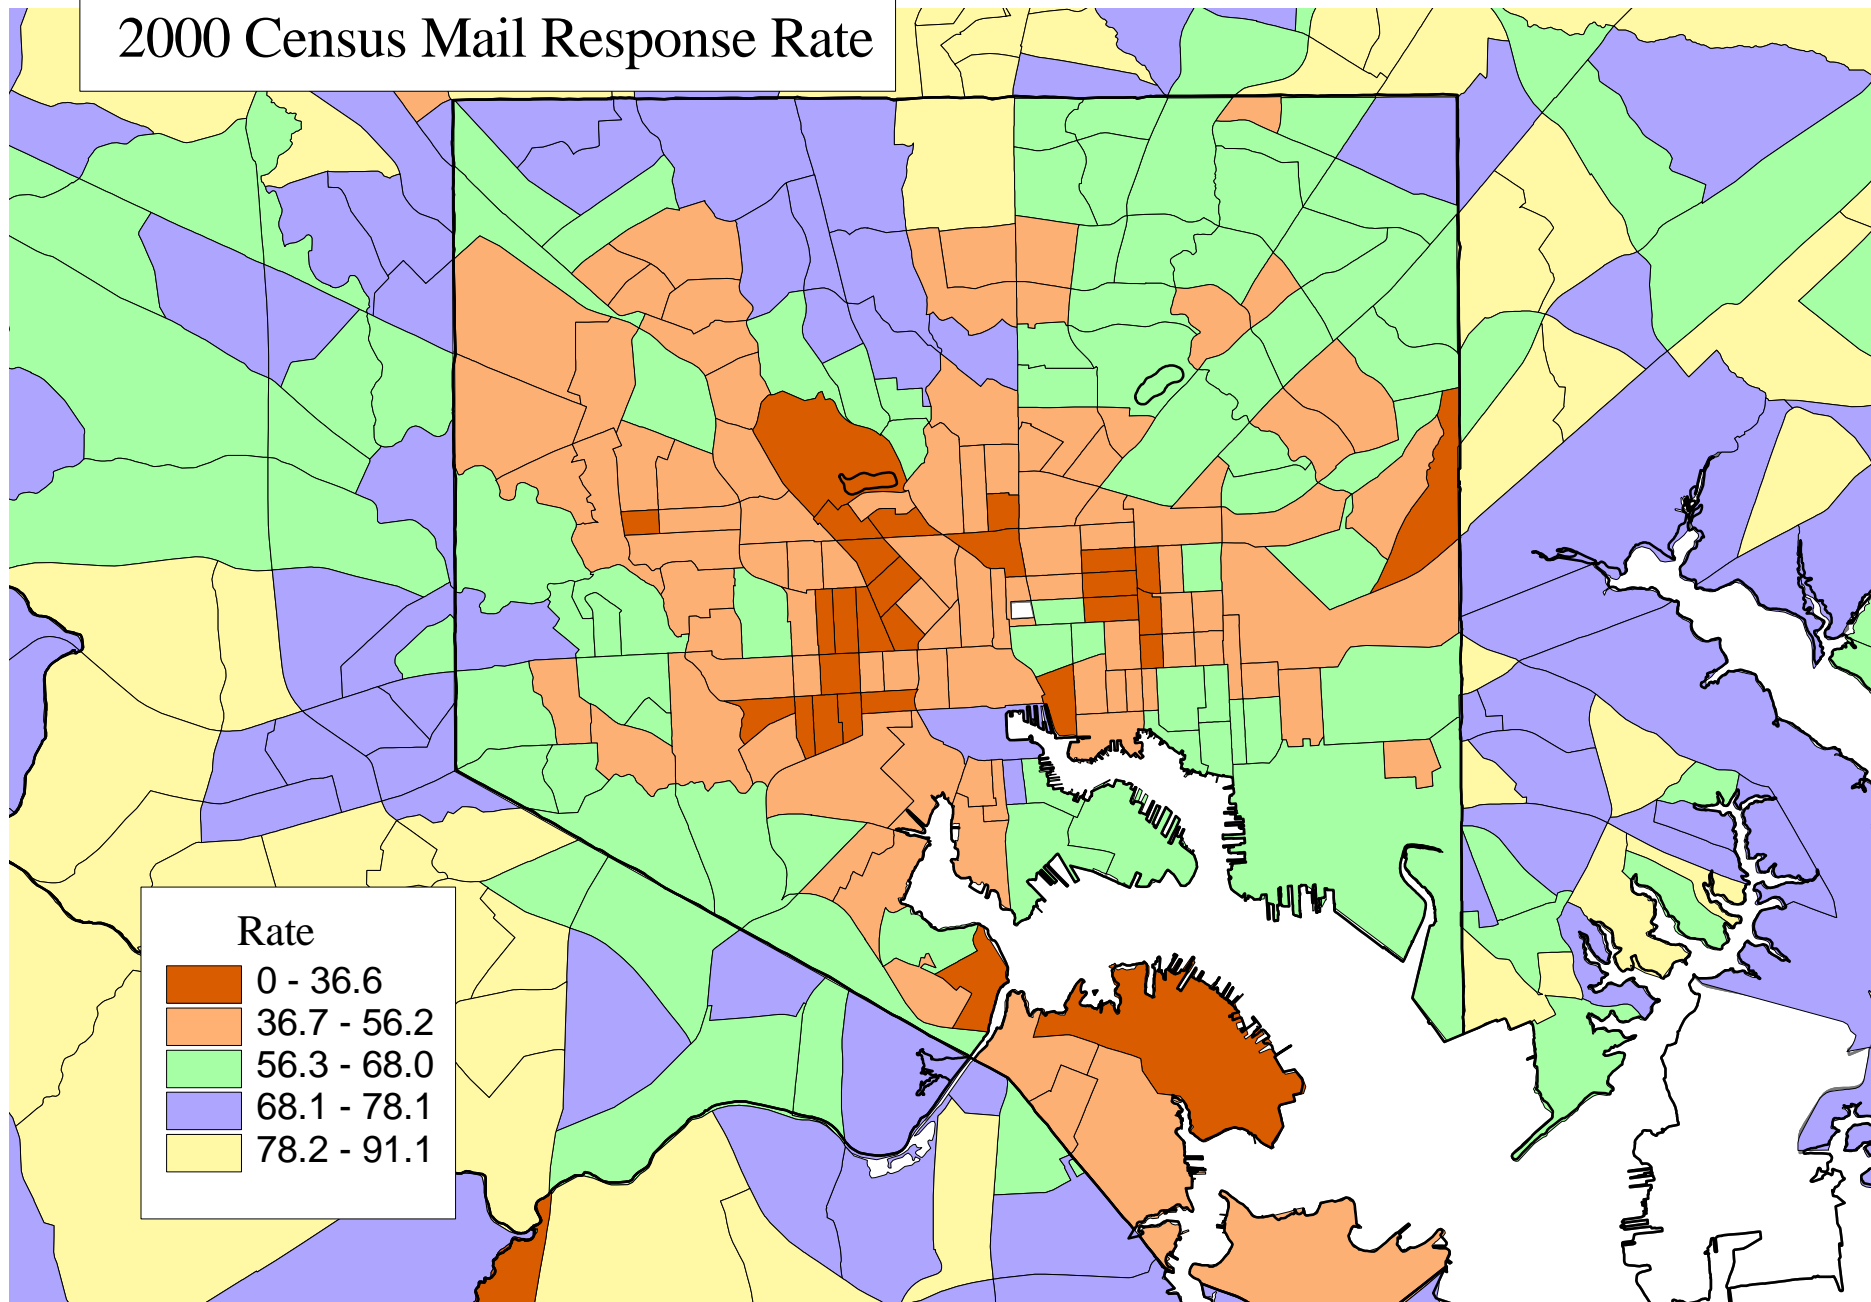 2000 Census Mail Response Rate
Rate
0 - 36.6
36.7 - 56.2
56.3 - 68.0
68.1 - 78.1
78.2 - 91.1